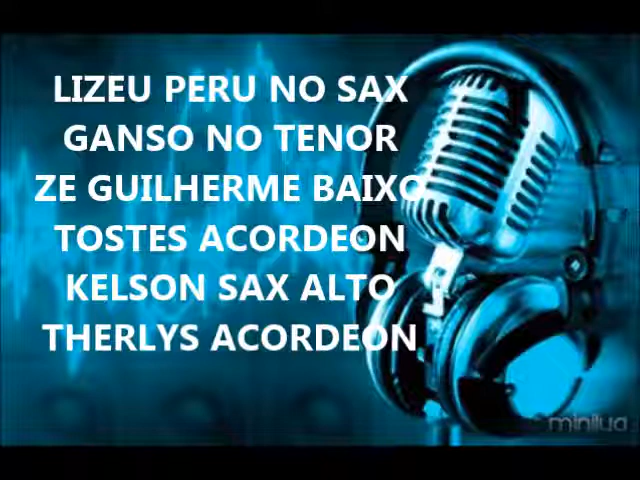 LIZEU PERU NO SAX
GANSO NO TENOR
ZE GUILHERME BAIXO
TOSTES ACORDEON
KELSON SAX ALTO
THERLYS ACORDEON
minilua